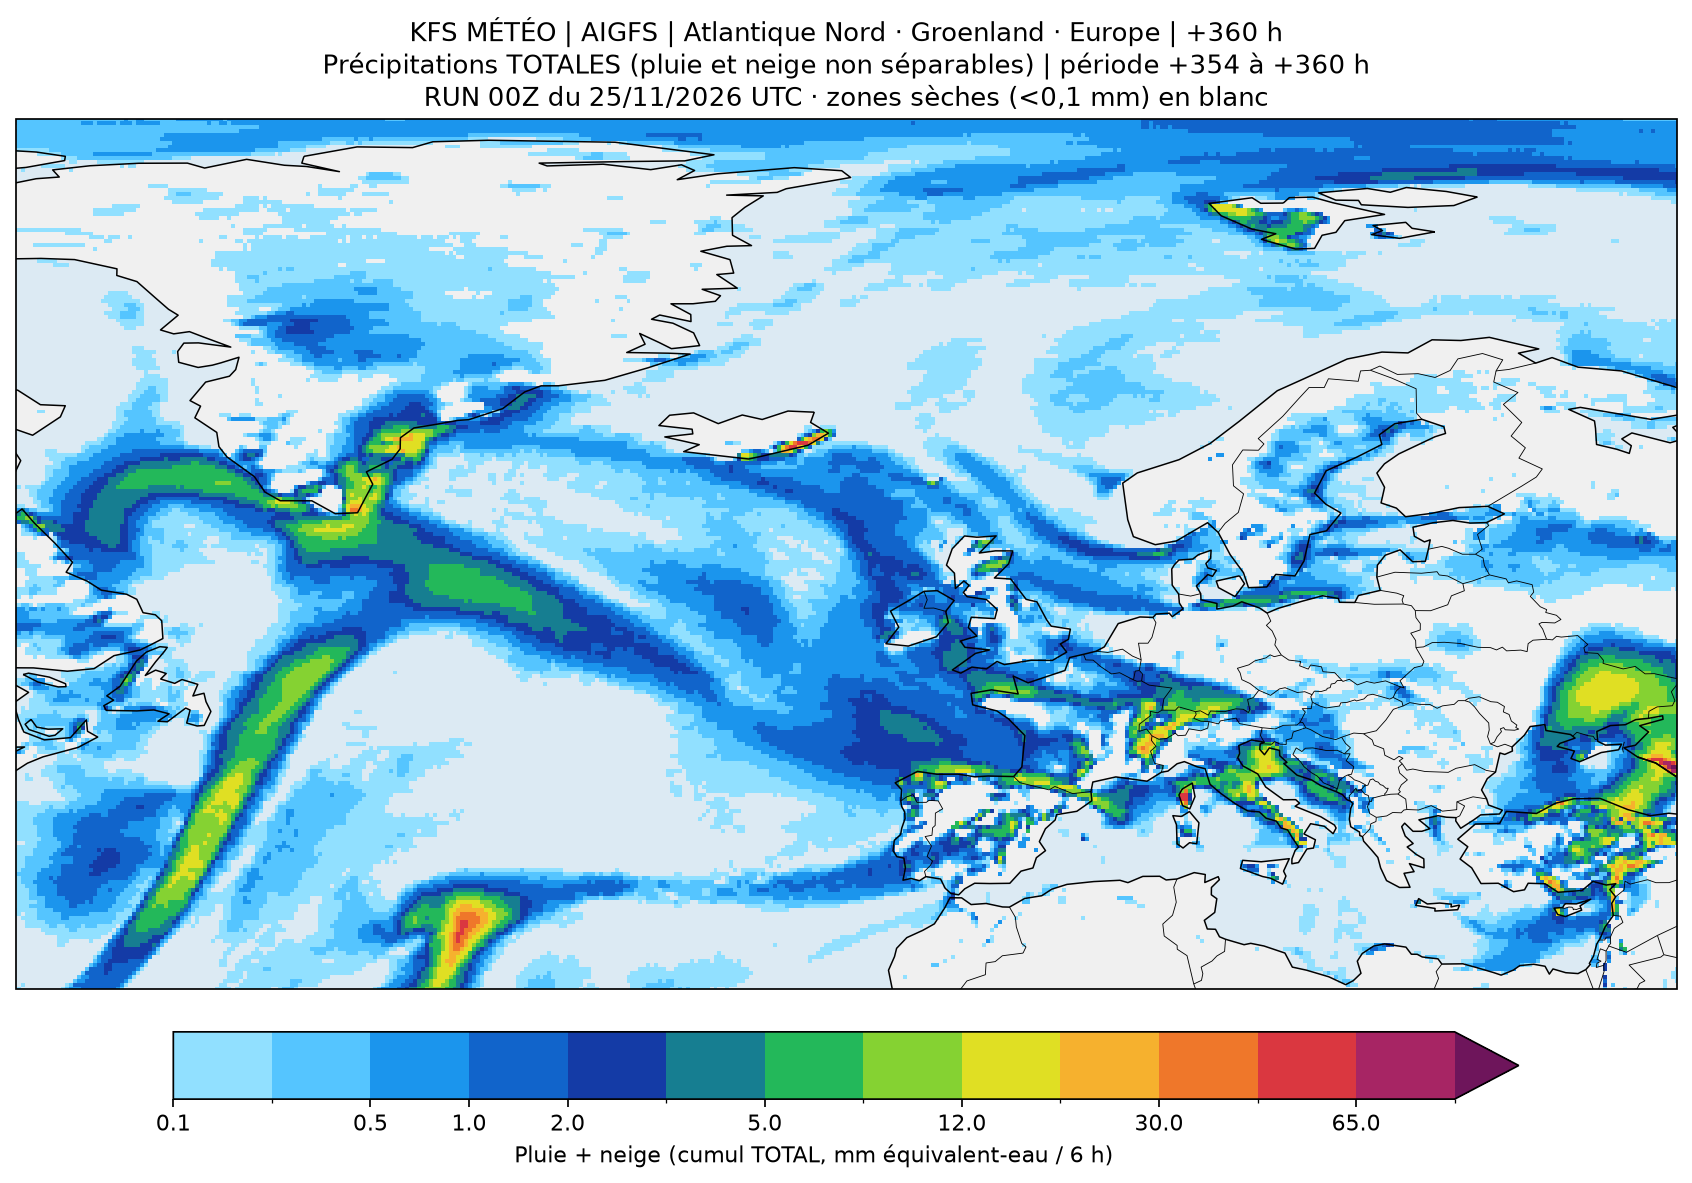 KFS MÉTÉO | AIGFS | Atlantique Nord · Groenland · Europe | +360 h
Précipitations TOTALES (pluie et neige non séparables) | période +354 à +360 h
RUN 00Z du 25/11/2026 UTC · zones sèches (<0,1 mm) en blanc
0.1 0.5 1.0 2.0 5.0 12.0 30.0 65.0
Pluie + neige (cumul TOTAL, mm équivalent-eau / 6 h)